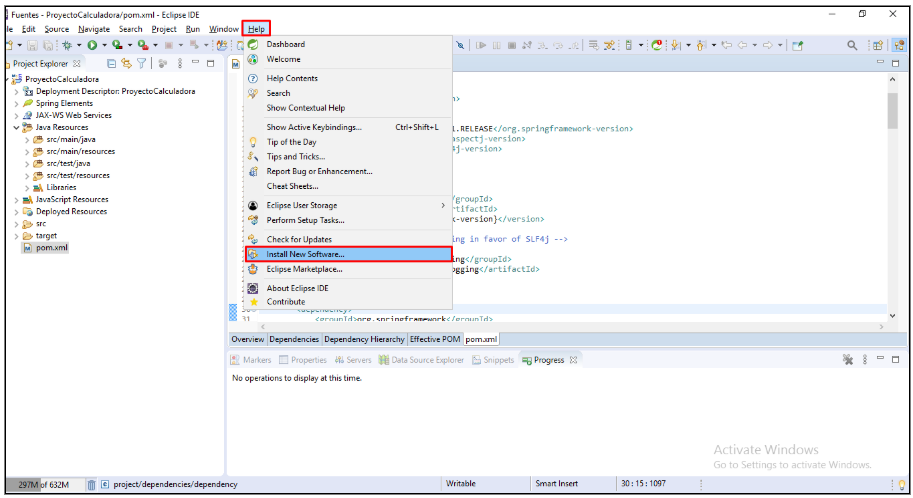 Fuentes - ProyectoCalculadora/pom.xml - Eclipse IDE
le Edit Source Navigate Search Project Run Window Help
Project Explorer
ProyectoCalculadora
Deployment Descriptor: ProyectoCalculadora
Spring Elements
JAX-WS Web Services
Java Resources
src/main/java
src/main/resources
src/test/java
src/test/resources
Libraries
JavaScript Resources
Deployed Resources
src
target
pom.xml
Dashboard
Welcome
Help Contents
Search
Show Contextual Help
Show Active Keybindings... Ctrl+Shift+L
Tip of the Day
Tips and Tricks...
Report Bug or Enhancement...
Cheat Sheets...
Eclipse User Storage
Perform Setup Tasks...
Check for Updates
Install New Software...
Eclipse Marketplace...
About Eclipse IDE
Contribute
n>
1.RELEASE</org.springframework-version>
aspectj-version>
4j-version>
/groupId>
rtifactId>
k-version}</version>
ing in favor of SLF4j -->
ing</groupId>
ogging</artifactId>
<dependency>
31 <groupId>org.springframework</groupId>
Overview Dependencies Dependency Hierarchy Effective POM pom.xml
Markers Properties Servers Data Source Explorer Snippets Progress
No operations to display at this time.
Activate Windows
Go to Settings to activate Windows.
297M of 632M project/dependencies/dependency Writable Smart Insert 30 : 15 : 1097